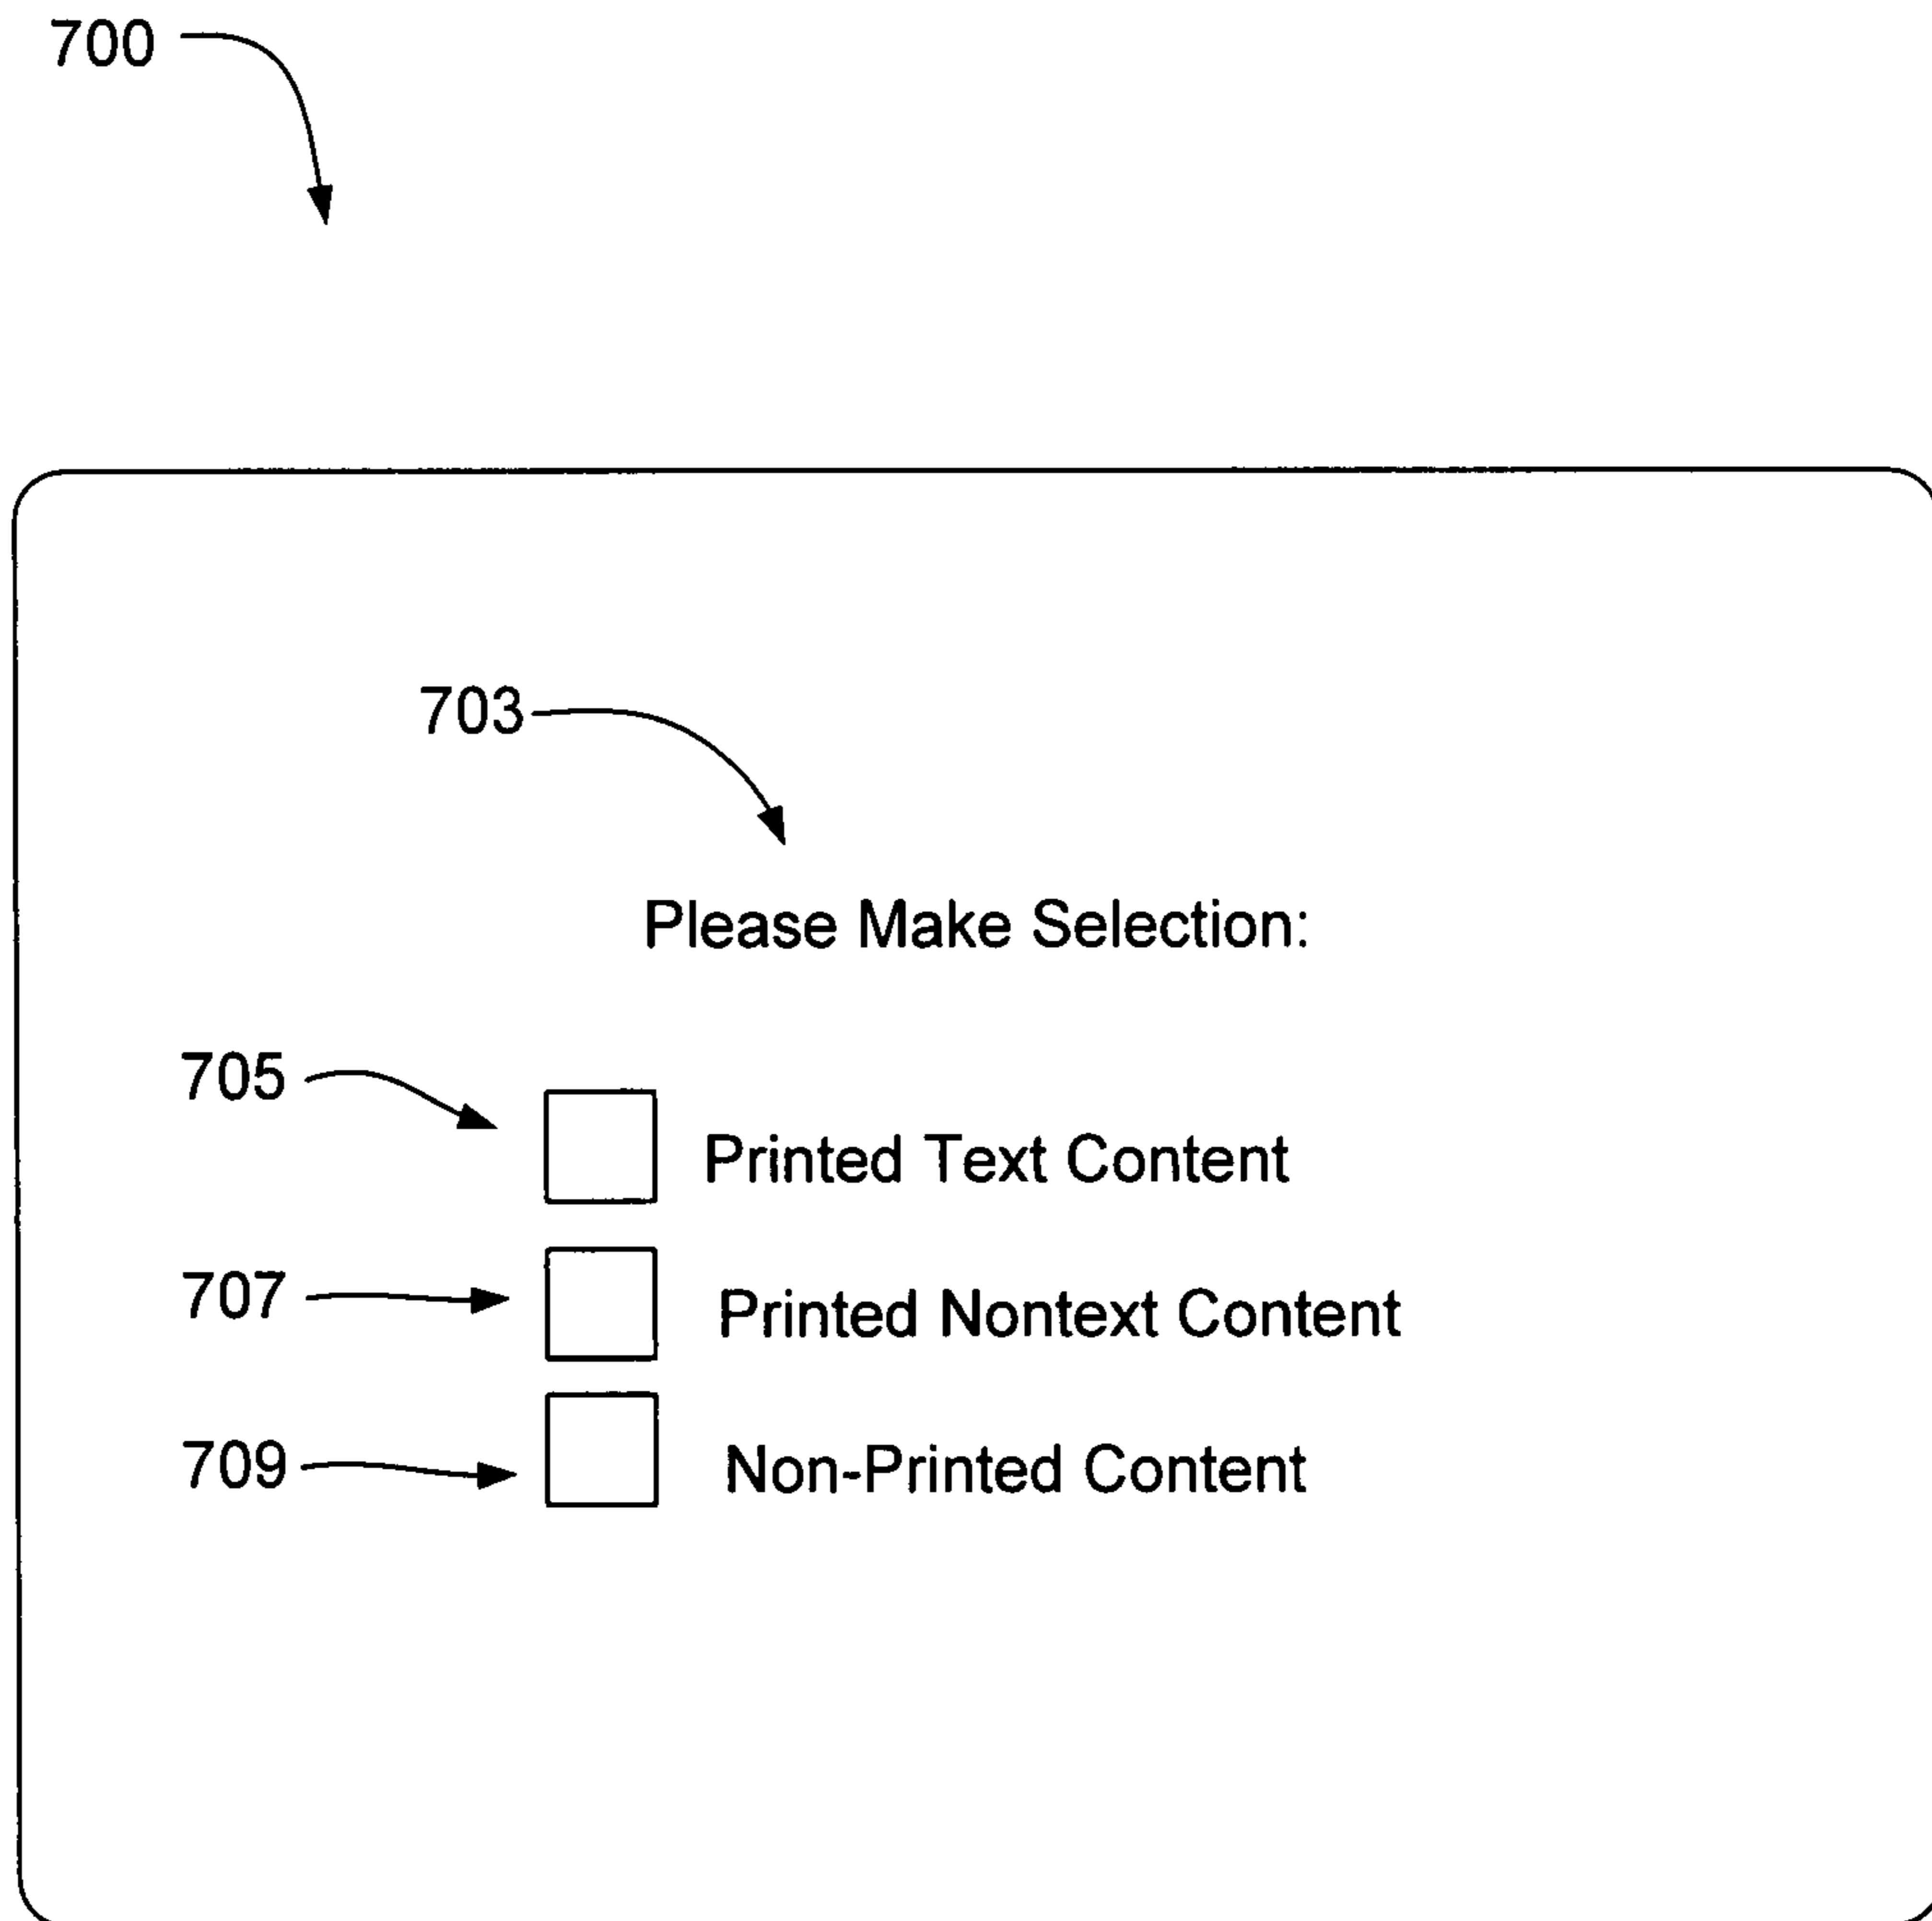 700
703
Please Make Selection:
705
Printed Text Content
707
Printed Nontext Content
709
Non-Printed Content